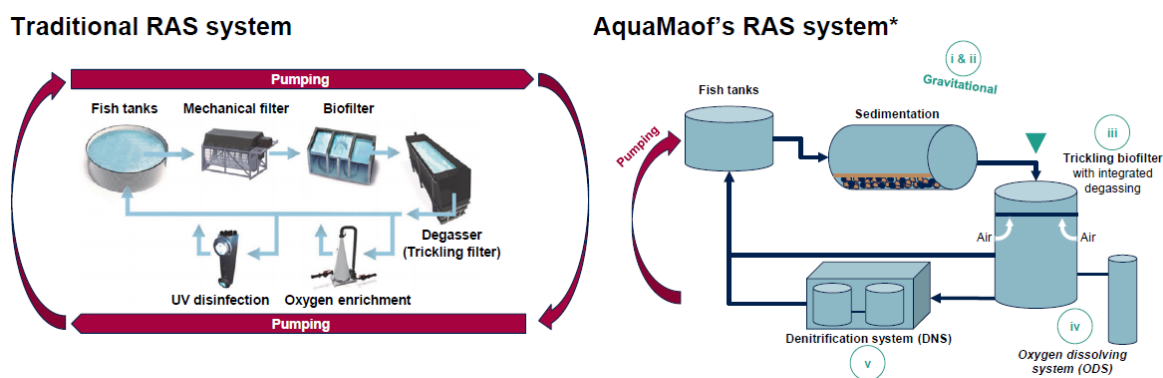 Traditional RAS system
Pumping
Fish tanks
Mechanical filter
Biofilter
Degasser
(Trickling filter)
UV disinfection
Oxygen enrichment
Pumping
AquaMaof's RAS system*
i & ii
Gravitational
Fish tanks
Sedimentation
Pumping
iii
Trickling biofilter
with integrated
degassing
Air
Air
Denitrification system (DNS)
v
iv
Oxygen dissolving
system (ODS)